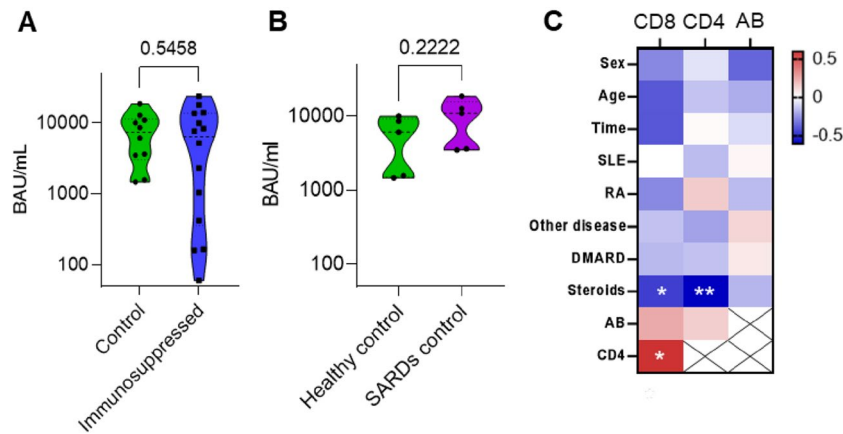 A
0.5458
BAU/mL
10000
1000
100
Control
Immunosuppressed
B
0.2222
BAU/ml
10000
1000
100
Healthy control
SARDs control
C
CD8 CD4 AB
Sex
Age
Time
SLE
RA
Other disease
DMARD
Steroids * **
AB
CD4 *
0.5
0
-0.5